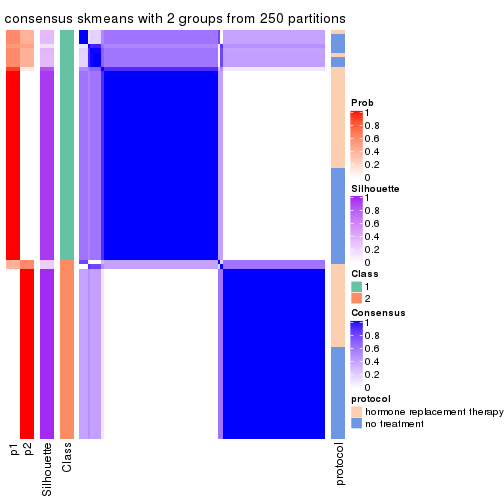 consensus skmeans with 2 groups from 250 partitions
Prob
1
0.8
0.6
0.4
0.2
0
Silhouette
1
0.8
0.6
0.4
0.2
0
Class
1
2
Consensus
1
0.8
0.6
0.4
0.2
0
protocol
hormone replacement therapy
no treatment
p1
p2
Silhouette
Class
protocol